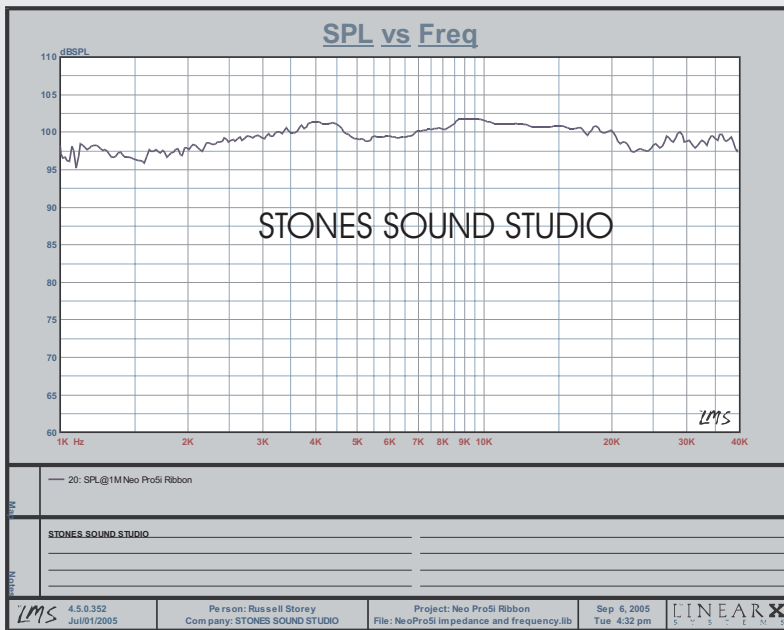 SPL vs Freq
dBSPL
110
105
100
95
90
85
80
75
70
65
60
STONES SOUND STUDIO
LMS
1K Hz 2K 3K 4K 5K 6K 7K 8K 9K 10K 20K 30K 40K
20: SPL@1M Neo Pro5i Ribbon
STONES SOUND STUDIO
Notes
LMS
4.5.0.352
Jul/01/2005
Person: Russell Storey
Company: STONES SOUND STUDIO
Project: Neo Pro5i Ribbon
File: NeoPro5i impedance and frequency.lib
Sep 6, 2005
Tue 4:32 pm
LINEARX
SYSTEMS